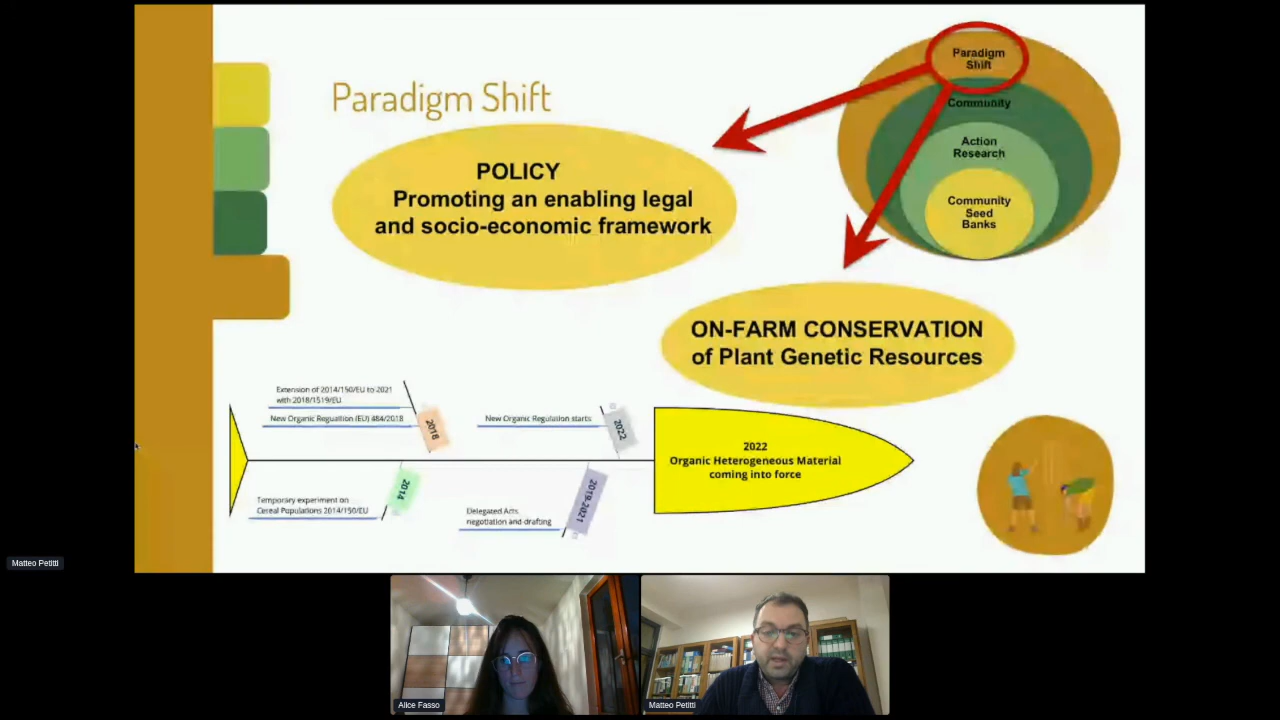 Paradigm Shift
POLICY
Promoting an enabling legal
and socio-economic framework
Paradigm
Shift
Community
Action
Research
Community
Seed
Banks
ON-FARM CONSERVATION
of Plant Genetic Resources
Extension of 2014/150/EU to 2021
with 2018/1519/EU
New Organic Regualtion (EU) 484/2018
2018
New Organic Regulation starts
2022
2022
Organic Heterogeneous Material
coming into force
Temporary experiment on
Cereal Populations 2014/150/EU
2014
Delegated Acts
negotiation and drafting
2019-2021
Matteo Petitti
Alice Fasso
Matteo Petitti